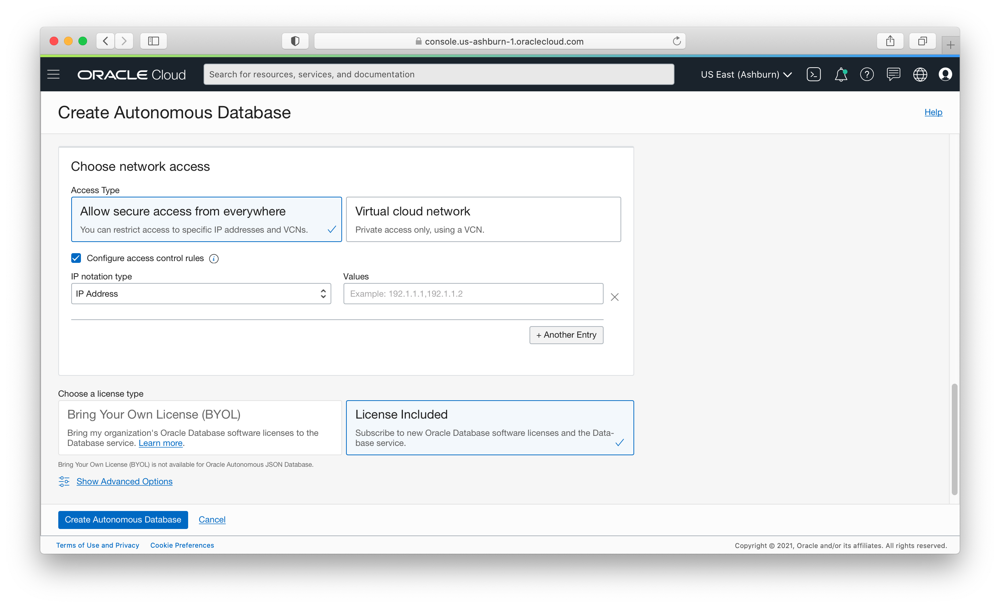 console.us-ashburn-1.oraclecloud.com
ORACLE Cloud
Search for resources, services, and documentation
US East (Ashburn)
Create Autonomous Database
Help
Choose network access
Access Type
Allow secure access from everywhere
You can restrict access to specific IP addresses and VCNs.
Virtual cloud network
Private access only, using a VCN.
Configure access control rules
IP notation type
Values
IP Address
Example: 192.1.1.1,192.1.1.2
+ Another Entry
Choose a license type
Bring Your Own License (BYOL)
Bring my organization's Oracle Database software licenses to the
Database service. Learn more.
License Included
Subscribe to new Oracle Database software licenses and the Data-
base service.
Bring Your Own License (BYOL) is not available for Oracle Autonomous JSON Database.
Show Advanced Options
Create Autonomous Database
Cancel
Terms of Use and Privacy
Cookie Preferences
Copyright © 2021, Oracle and/or its affiliates. All rights reserved.